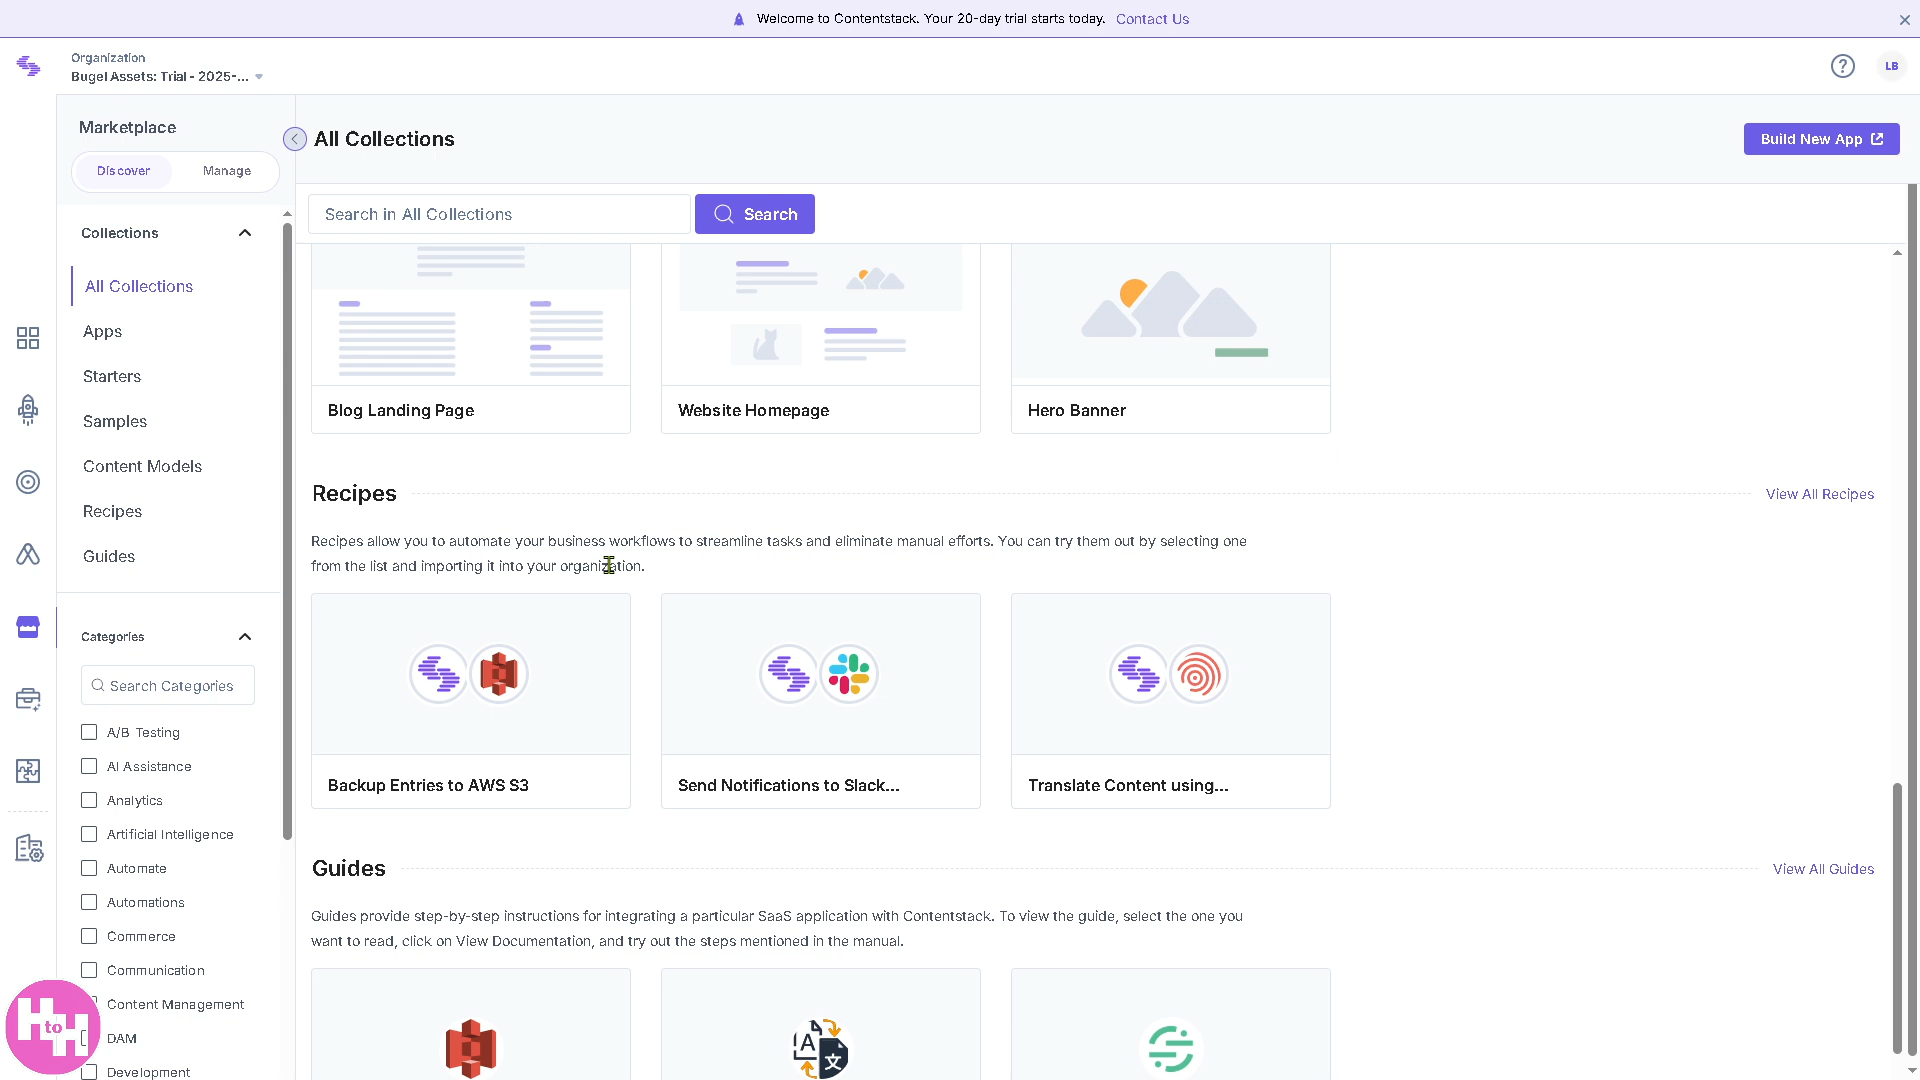 Welcome to Contentstack. Your 20-day trial starts today. Contact Us
Organization
Bugel Assets: Trial - 2025-...
LB
Marketplace
Discover
Manage
All Collections
Build New App
Search in All Collections
Search
Collections
All Collections
Apps
Starters
Samples
Content Models
Recipes
Guides
Categories
Search Categories
A/B Testing
AI Assistance
Analytics
Artificial Intelligence
Automate
Automations
Commerce
Communication
Content Management
DAM
Development
Blog Landing Page
Website Homepage
Hero Banner
Recipes
View All Recipes
Recipes allow you to automate your business workflows to streamline tasks and eliminate manual efforts. You can try them out by selecting one
from the list and importing it into your organization.
Backup Entries to AWS S3
Send Notifications to Slack...
Translate Content using...
Guides
View All Guides
Guides provide step-by-step instructions for integrating a particular SaaS application with Contentstack. To view the guide, select the one you
want to read, click on View Documentation, and try out the steps mentioned in the manual.
A
文
H to H